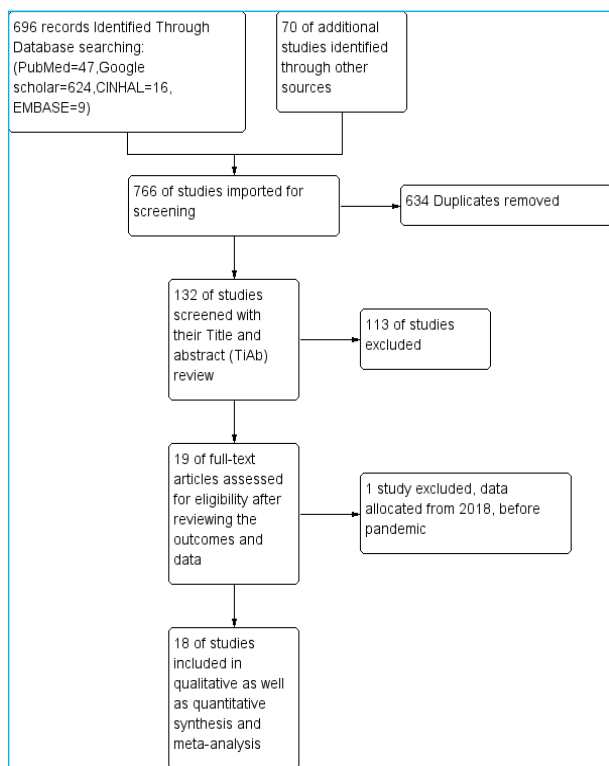 696 records Identified Through
Database searching:
(PubMed=47,Google
scholar=624,CINHAL=16,
EMBASE=9)
70 of additional
studies identified
through other
sources
766 of studies imported for
screening
634 Duplicates removed
132 of studies
screened with
their Title and
abstract (TiAb)
review
113 of studies
excluded
19 of full-text
articles assessed
for eligibility after
reviewing the
outcomes and
data
1 study excluded, data
allocated from 2018, before
pandemic
18 of studies
included in
qualitative as well
as quantitative
synthesis and
meta-analysis